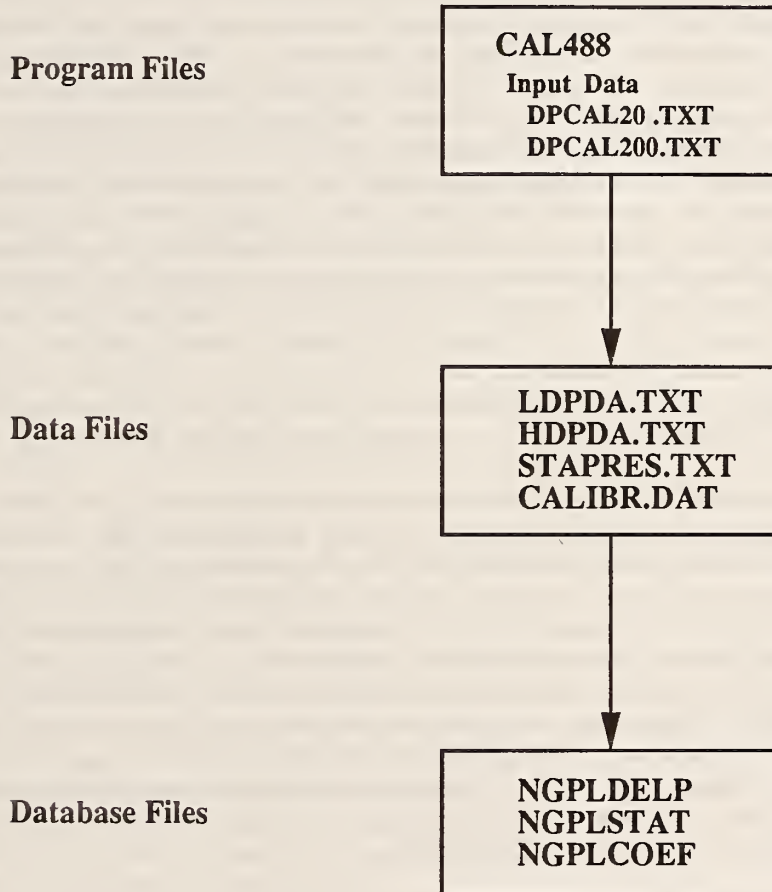 Program Files
CAL488
Input Data
DPCAL20 .TXT
DPCAL200.TXT
Data Files
LDPDA.TXT
HDPDA.TXT
STAPRES.TXT
CALIBR.DAT
Database Files
NGPLDELP
NGPLSTAT
NGPLCOEF